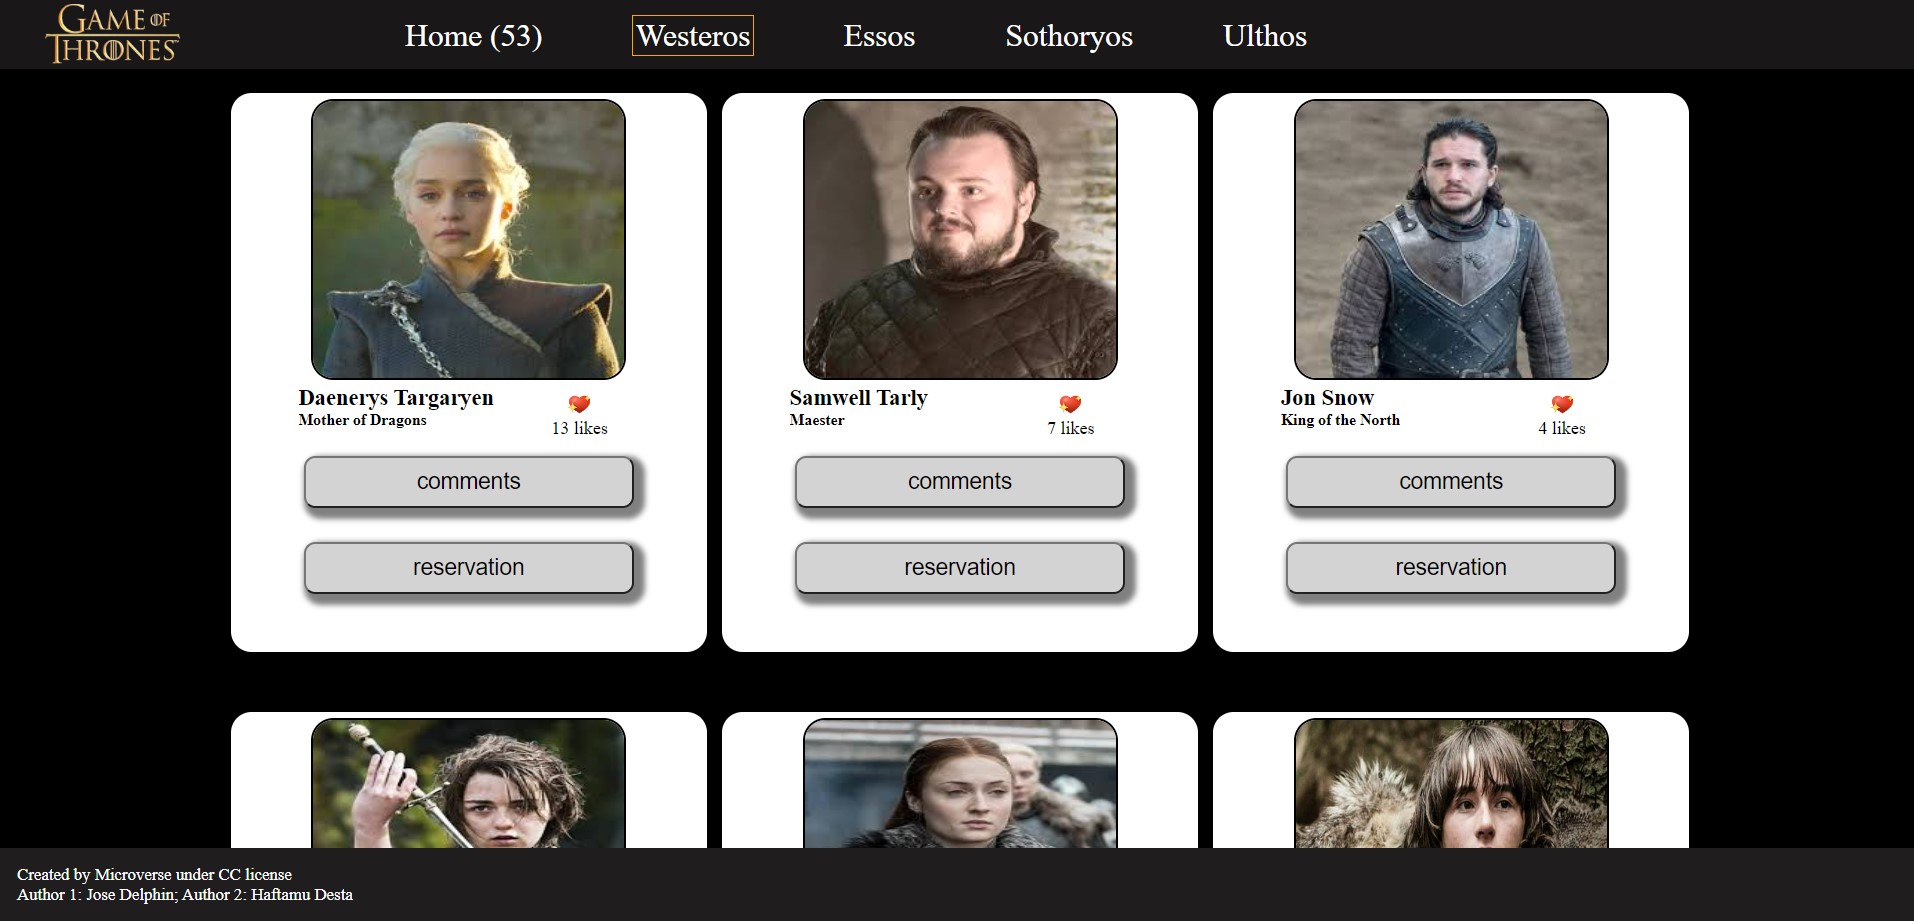 GAME OF
THRONES
Home (53)
Westeros
Essos
Sothoryos
Ulthos
Daenerys Targaryen
Mother of Dragons
13 likes
comments
reservation
Samwell Tarly
Maester
7 likes
comments
reservation
Jon Snow
King of the North
4 likes
comments
reservation
Created by Microverse under CC license
Author 1: Jose Delphin; Author 2: Haftamu Desta